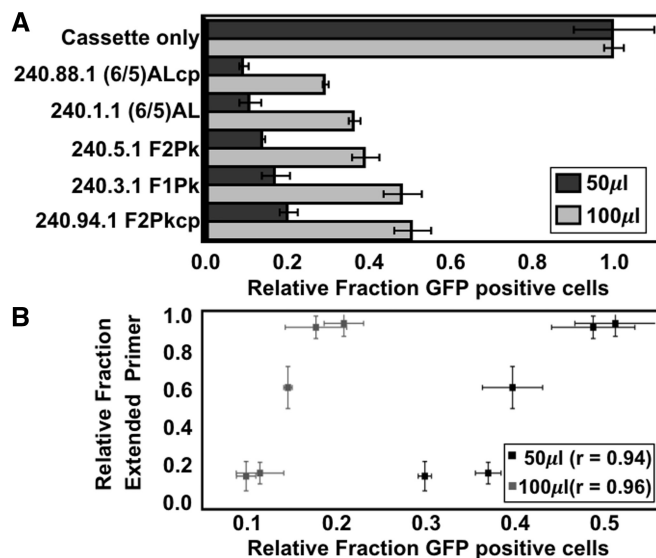 A
Cassette only
240.88.1 (6/5)ALcp
240.1.1 (6/5)AL
240.5.1 F2Pk
240.3.1 F1Pk
240.94.1 F2Pkcp
50µl
100µl
0.0 0.2 0.4 0.6 0.8 1.0
Relative Fraction GFP positive cells
B
Relative Fraction
Extended Primer
1.0
0.8
0.6
0.4
0.2
0.0
50µl (r = 0.94)
100µl(r = 0.96)
0.1 0.2 0.3 0.4 0.5
Relative Fraction GFP positive cells